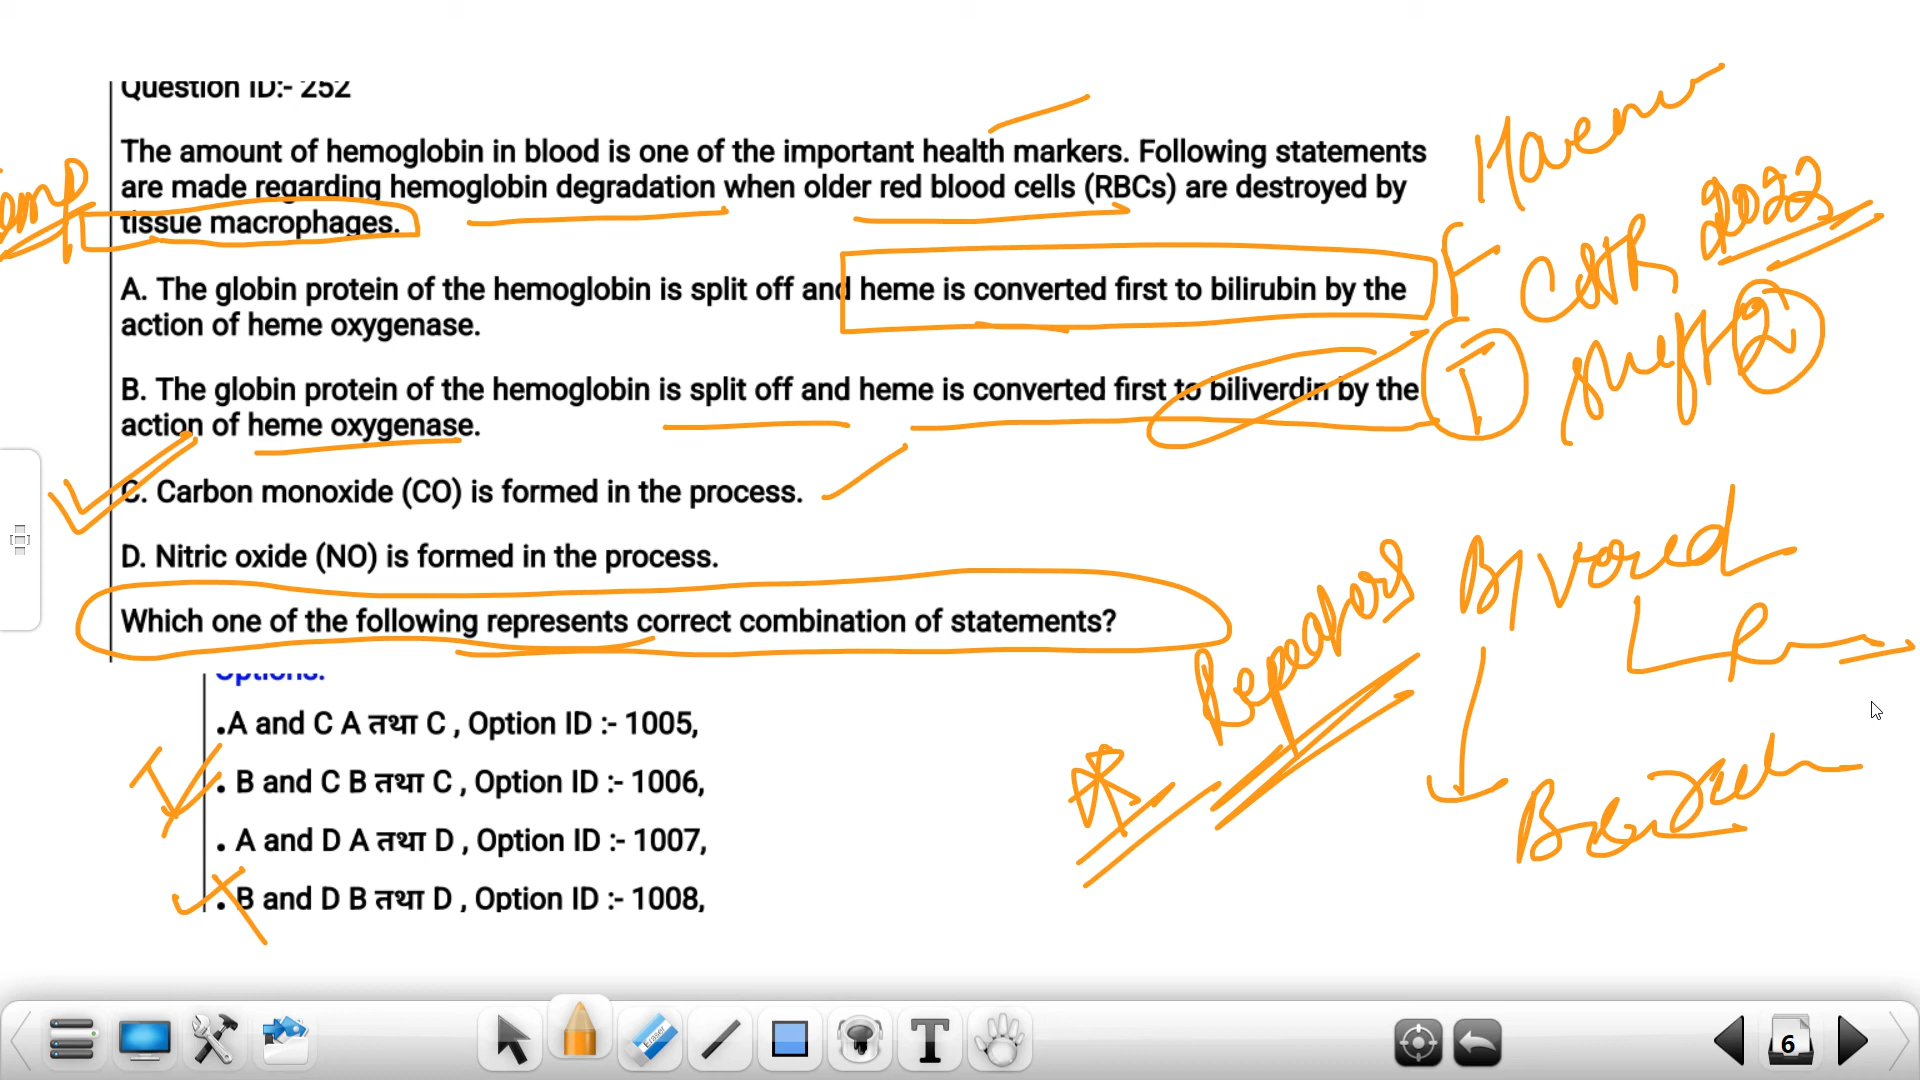 Question ID:- 252
The amount of hemoglobin in blood is one of the important health markers. Following statements
are made regarding hemoglobin degradation when older red blood cells (RBCs) are destroyed by
tissue macrophages.
A. The globin protein of the hemoglobin is split off and heme is converted first to bilirubin by the
action of heme oxygenase.
B. The globin protein of the hemoglobin is split off and heme is converted first to biliverdin by the
action of heme oxygenase.
C. Carbon monoxide (CO) is formed in the process.
D. Nitric oxide (NO) is formed in the process.
Which one of the following represents correct combination of statements?
Options:
.A and C A तथा C , Option ID :- 1005,
. B and C B तथा C , Option ID :- 1006,
. A and D A तथा D , Option ID :- 1007,
. B and D B तथा D , Option ID :- 1008,
F
2022
CSIR
T
2
Eraser
T
6